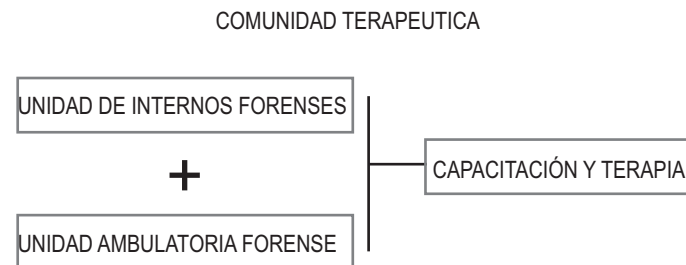 COMUNIDAD TERAPEUTICA
UNIDAD DE INTERNOS FORENSES
+
CAPACITACIÓN Y TERAPIA
UNIDAD AMBULATORIA FORENSE